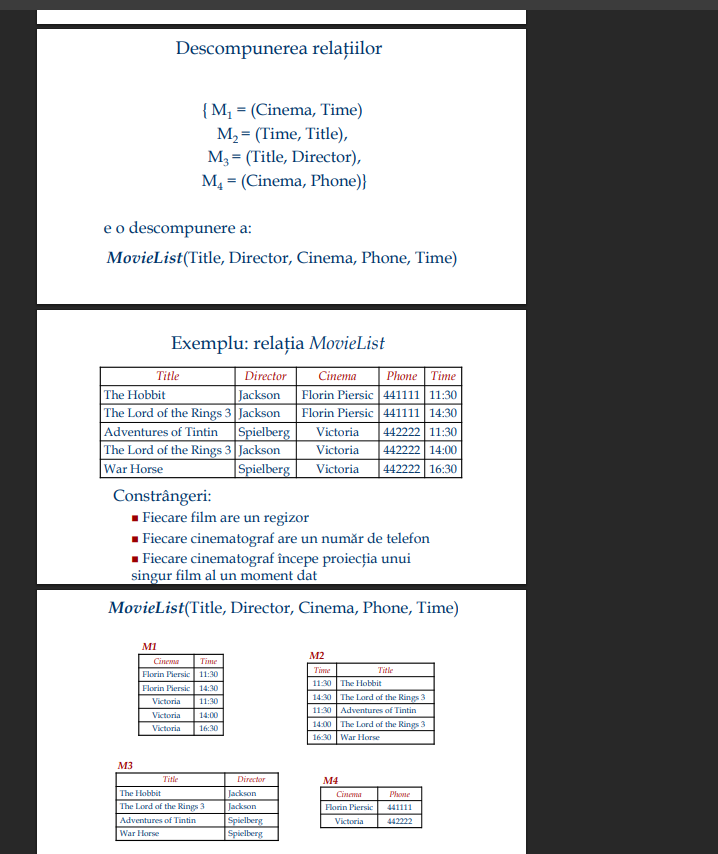 Descompunerea relațiilor
{ M1 = (Cinema, Time)
M2 = (Time, Title),
M3 = (Title, Director),
M4 = (Cinema, Phone)}
e o descompunere a:
MovieList(Title, Director, Cinema, Phone, Time)
Exemplu: relația MovieList
Title Director Cinema Phone Time
The Hobbit Jackson Florin Piersic 441111 11:30
The Lord of the Rings 3 Jackson Florin Piersic 441111 14:30
Adventures of Tintin Spielberg Victoria 442222 11:30
The Lord of the Rings 3 Jackson Victoria 442222 14:00
War Horse Spielberg Victoria 442222 16:30
Constrângeri:
▪ Fiecare film are un regizor
▪ Fiecare cinematograf are un număr de telefon
▪ Fiecare cinematograf începe proiecția unui
singur film al un moment dat
MovieList(Title, Director, Cinema, Phone, Time)
M1
Cinema Time
Florin Piersic 11:30
Florin Piersic 14:30
Victoria 11:30
Victoria 14:00
Victoria 16:30
M2
Time Title
11:30 The Hobbit
14:30 The Lord of the Rings 3
11:30 Adventures of Tintin
14:00 The Lord of the Rings 3
16:30 War Horse
M3
Title Director
The Hobbit Jackson
The Lord of the Rings 3 Jackson
Adventures of Tintin Spielberg
War Horse Spielberg
M4
Cinema Phone
Florin Piersic 441111
Victoria 442222